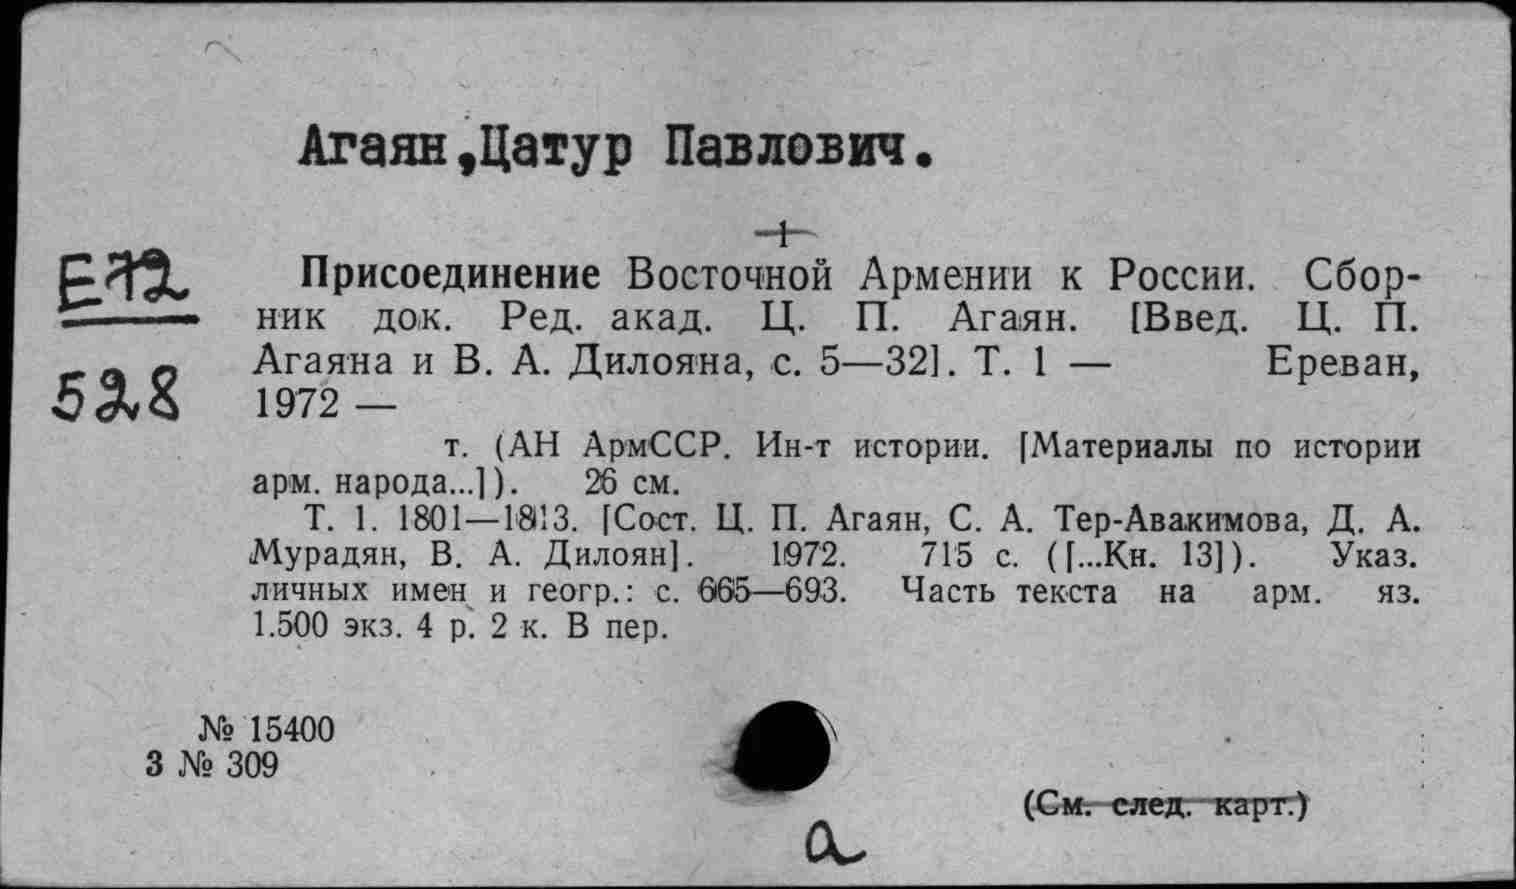 Агаян,Цатур Павлович.
1
Е72
528
Присоединение Восточной Армении к России. Сбор-
ник док. Ред. акад. Ц. П. Агаян. [Введ. Ц. П.
Агаяна и В. А. Дилояна, с. 5—32]. Т. 1 — Ереван,
1972 —
т. (АН АрмССР. Ин-т истории. [Материалы по истории
арм. народа...]). 26 см.
Т. 1. 1801—1813. [Сост. Ц. П. Агаян, С. А. Тер-Авакимова, Д. А.
Мурадян, В. А. Дилоян]. 1972. 715 с. ([...Кн. 13]). Указ.
личных имен и геогр.: с. 665—693. Часть текста на арм. яз.
1.500 экз. 4 р. 2 к. В пер.
№ 15400
З № 309
(См. след. карт.)
а